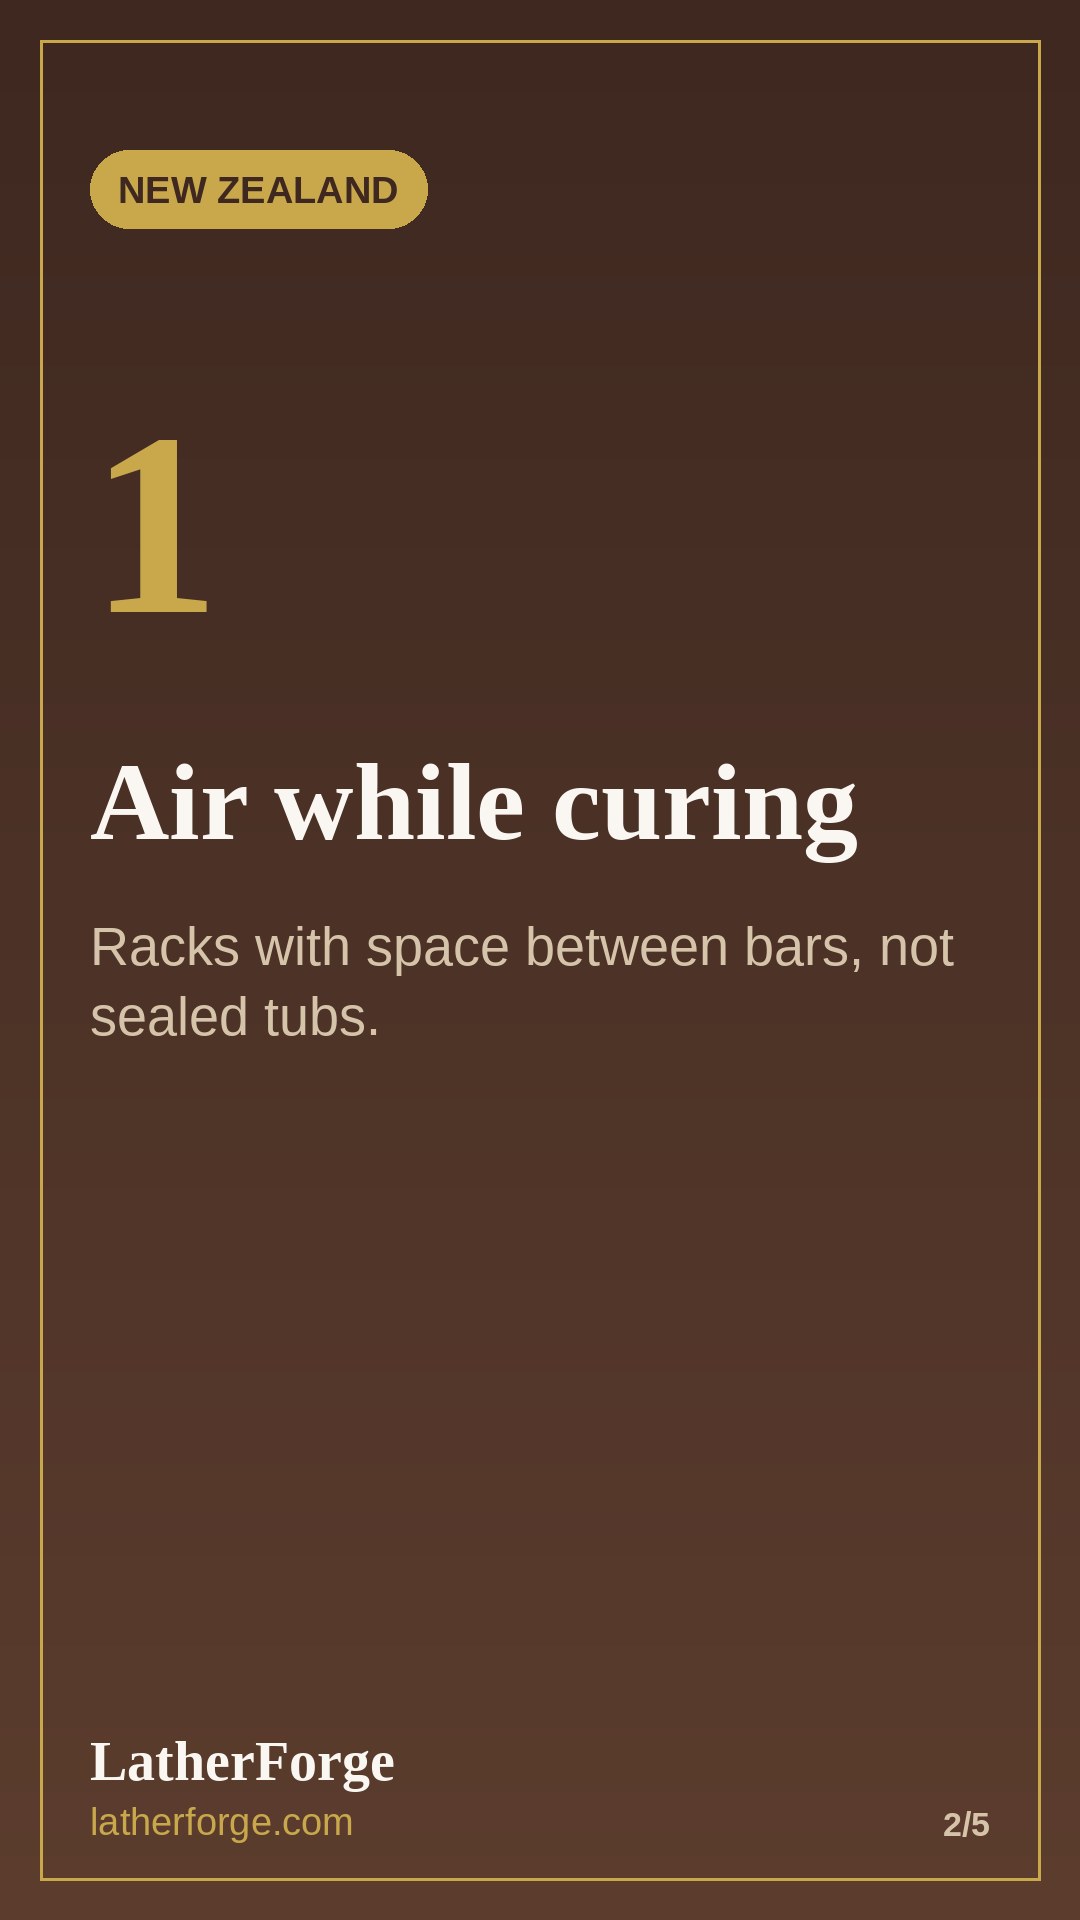 NEW ZEALAND
1
Air while curing
Racks with space between bars, not
sealed tubs.
LatherForge
latherforge.com
2/5